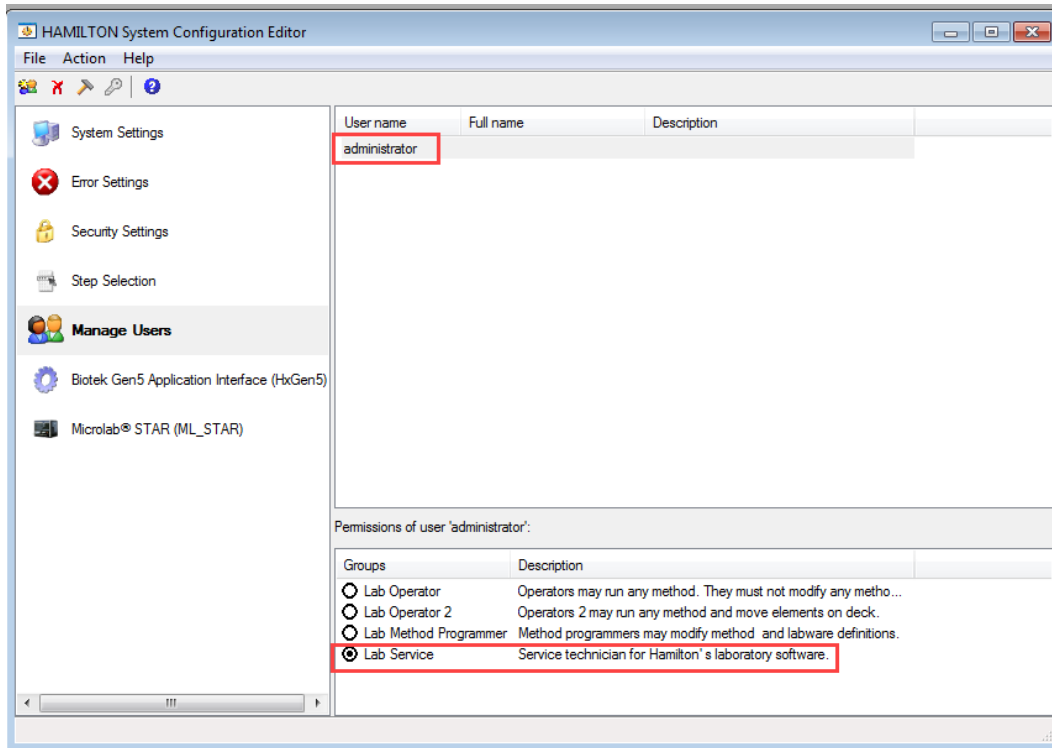 HAMILTON System Configuration Editor
File Action Help
System Settings
Error Settings
Security Settings
Step Selection
Manage Users
Biotek Gen5 Application Interface (HxGen5)
Microlab® STAR (ML_STAR)
User name Full name Description
administrator
Permissions of user 'administrator':
Groups Description
Lab Operator Operators may run any method. They must not modify any metho...
Lab Operator 2 Operators 2 may run any method and move elements on deck.
Lab Method Programmer Method programmers may modify method and labware definitions.
Lab Service Service technician for Hamilton's laboratory software.